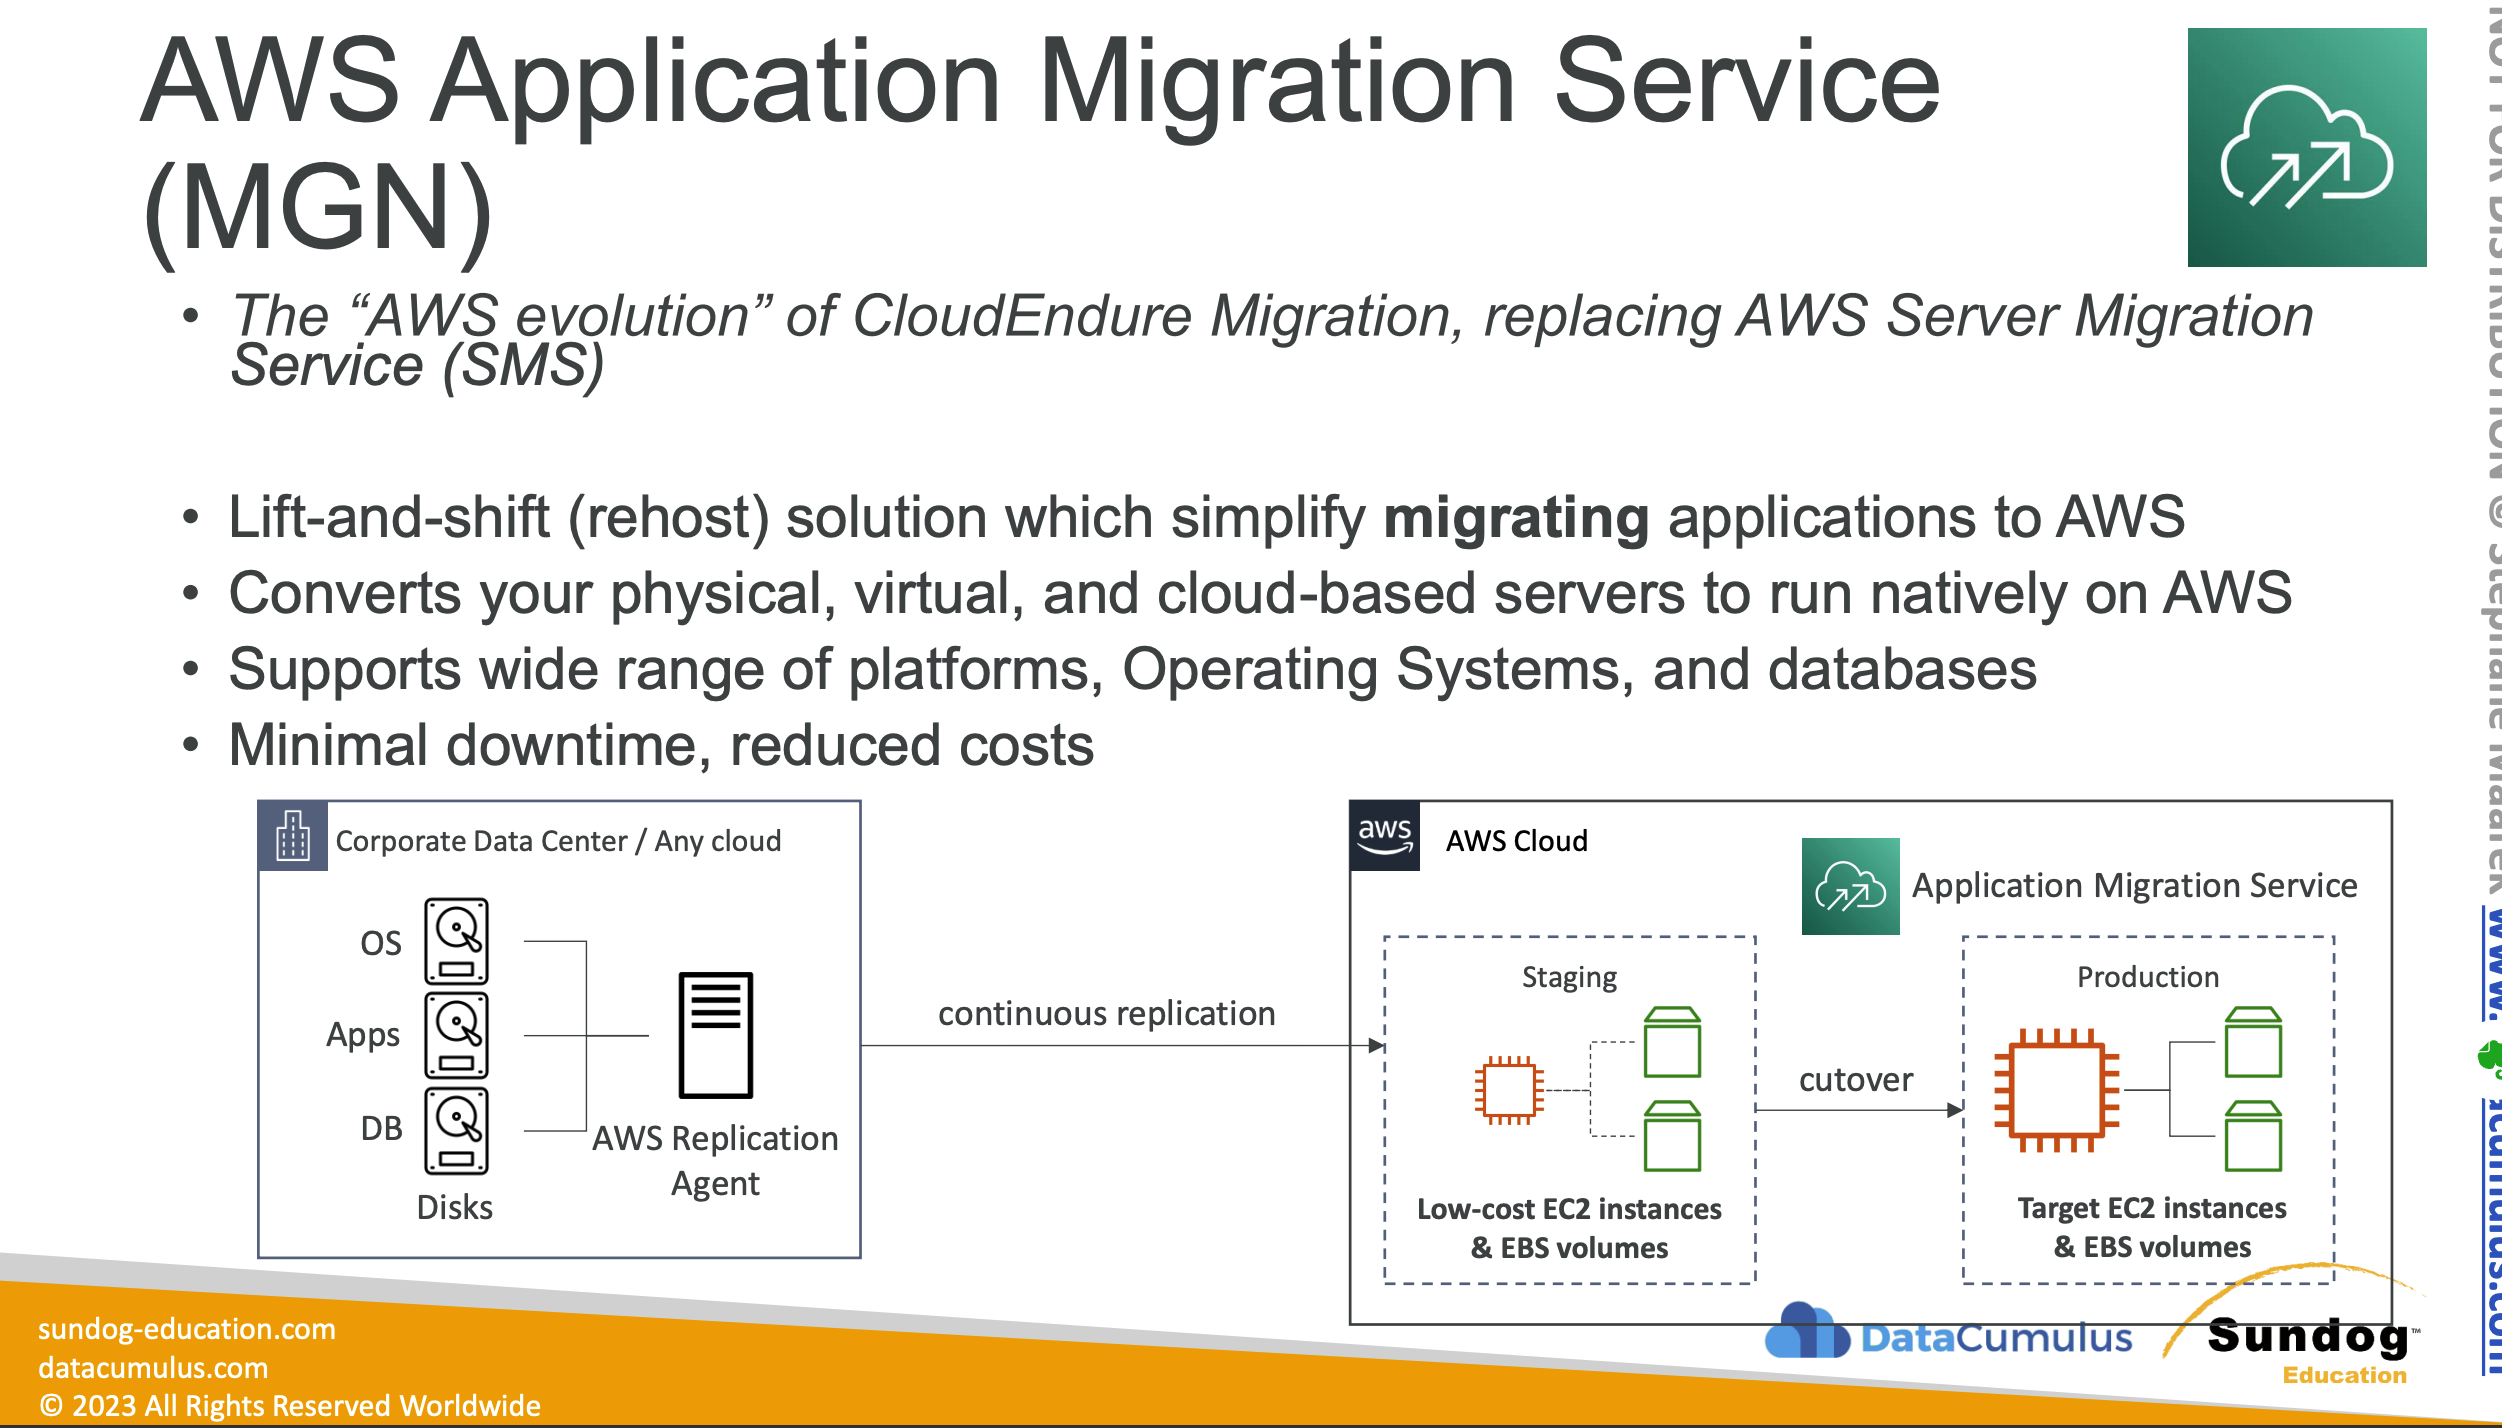 AWS Application Migration Service
(MGN)
• The “AWS evolution” of CloudEndure Migration, replacing AWS Server Migration
Service (SMS)
• Lift-and-shift (rehost) solution which simplify migrating applications to AWS
• Converts your physical, virtual, and cloud-based servers to run natively on AWS
• Supports wide range of platforms, Operating Systems, and databases
• Minimal downtime, reduced costs
Corporate Data Center / Any cloud
OS
Apps
DB
Disks
AWS Replication
Agent
continuous replication
aws
AWS Cloud
Application Migration Service
Staging
Low-cost EC2 instances
& EBS volumes
cutover
Production
Target EC2 instances
& EBS volumes
sundog-education.com
datacumulus.com
© 2023 All Rights Reserved Worldwide
DataCumulus
Sundog™
Education
NOT FOR DISTRIBUTION © Stephane Maarek
www.